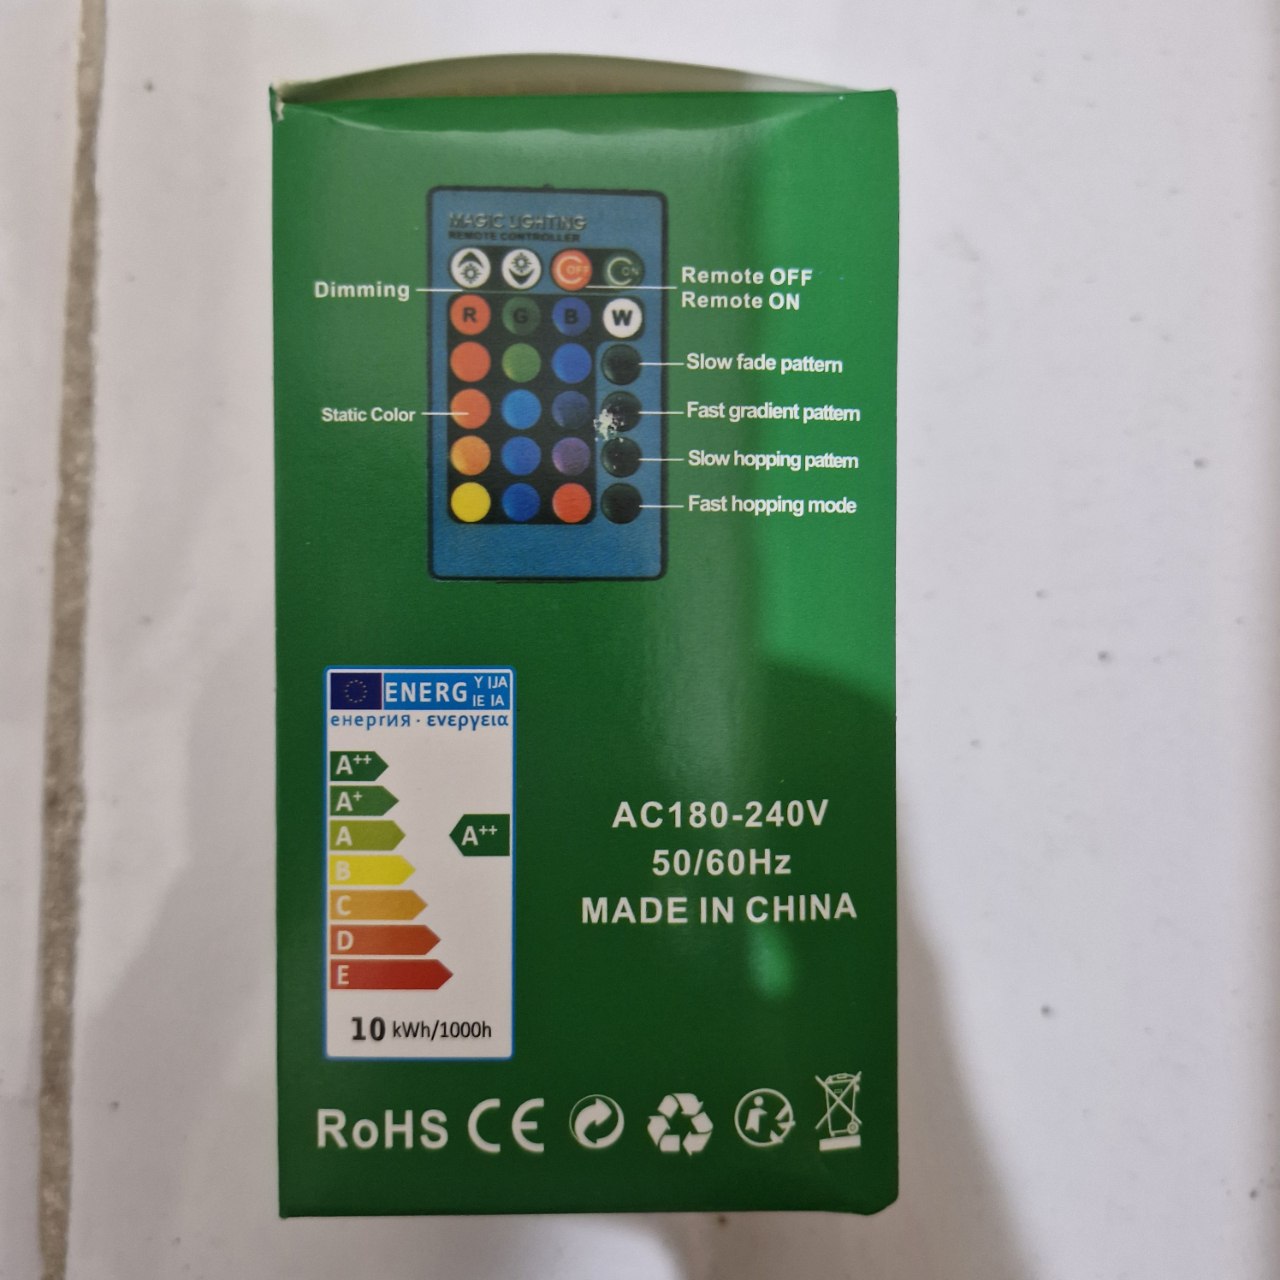 MAGIC LIGHTING
REMOTE CONTROLLER
OFF
ON
Dimming
Remote OFF
Remote ON
R G B W
Slow fade pattern
Static Color
Fast gradient pattern
Slow hopping pattern
Fast hopping mode
ENERG Y IJA
IE IA
енергия · ενεργεια
A++
A+
A
A++
B
C
D
E
10 kWh/1000h
AC180-240V
50/60Hz
MADE IN CHINA
RoHS CE